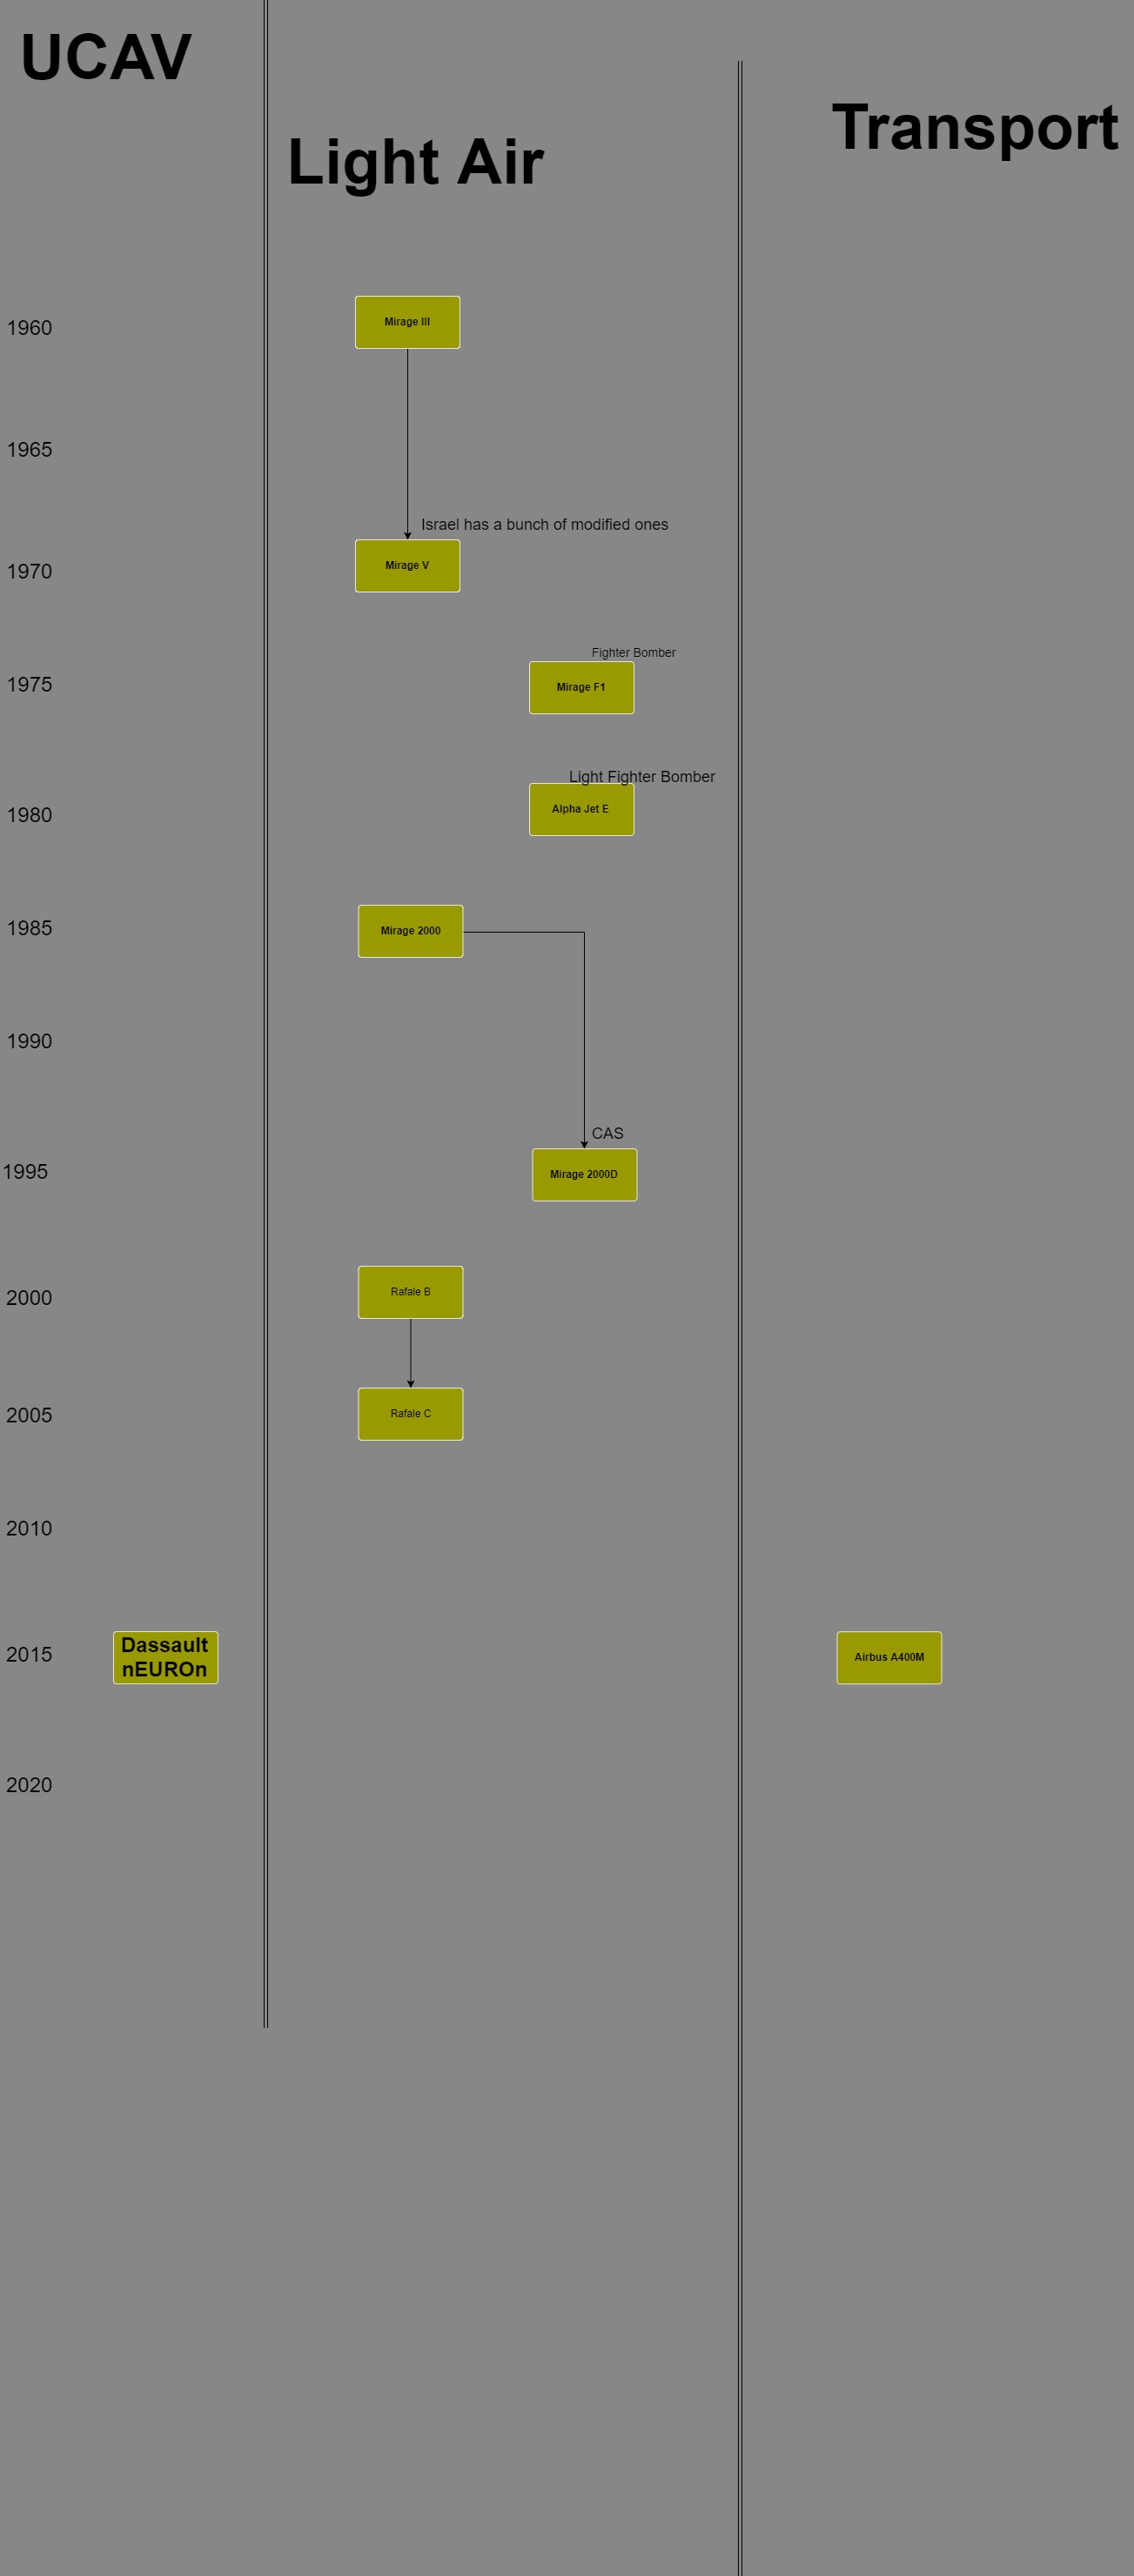 UCAV
Transport
Light Air
Mirage III
1960
1965
Israel has a bunch of modified ones
Mirage V
1970
Fighter Bomber
1975
Mirage F1
Light Fighter Bomber
Alpha Jet E
1980
1985
Mirage 2000
1990
CAS
1995
Mirage 2000D
Rafale B
2000
Rafale C
2005
2010
Dassault
nEUROn
2015
Airbus A400M
2020